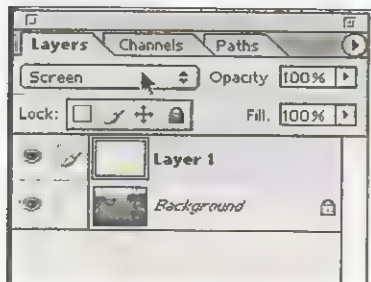 Layers Channels Paths
Screen Opacity 100%
Lock: Fill. 100%
Layer 1
Background